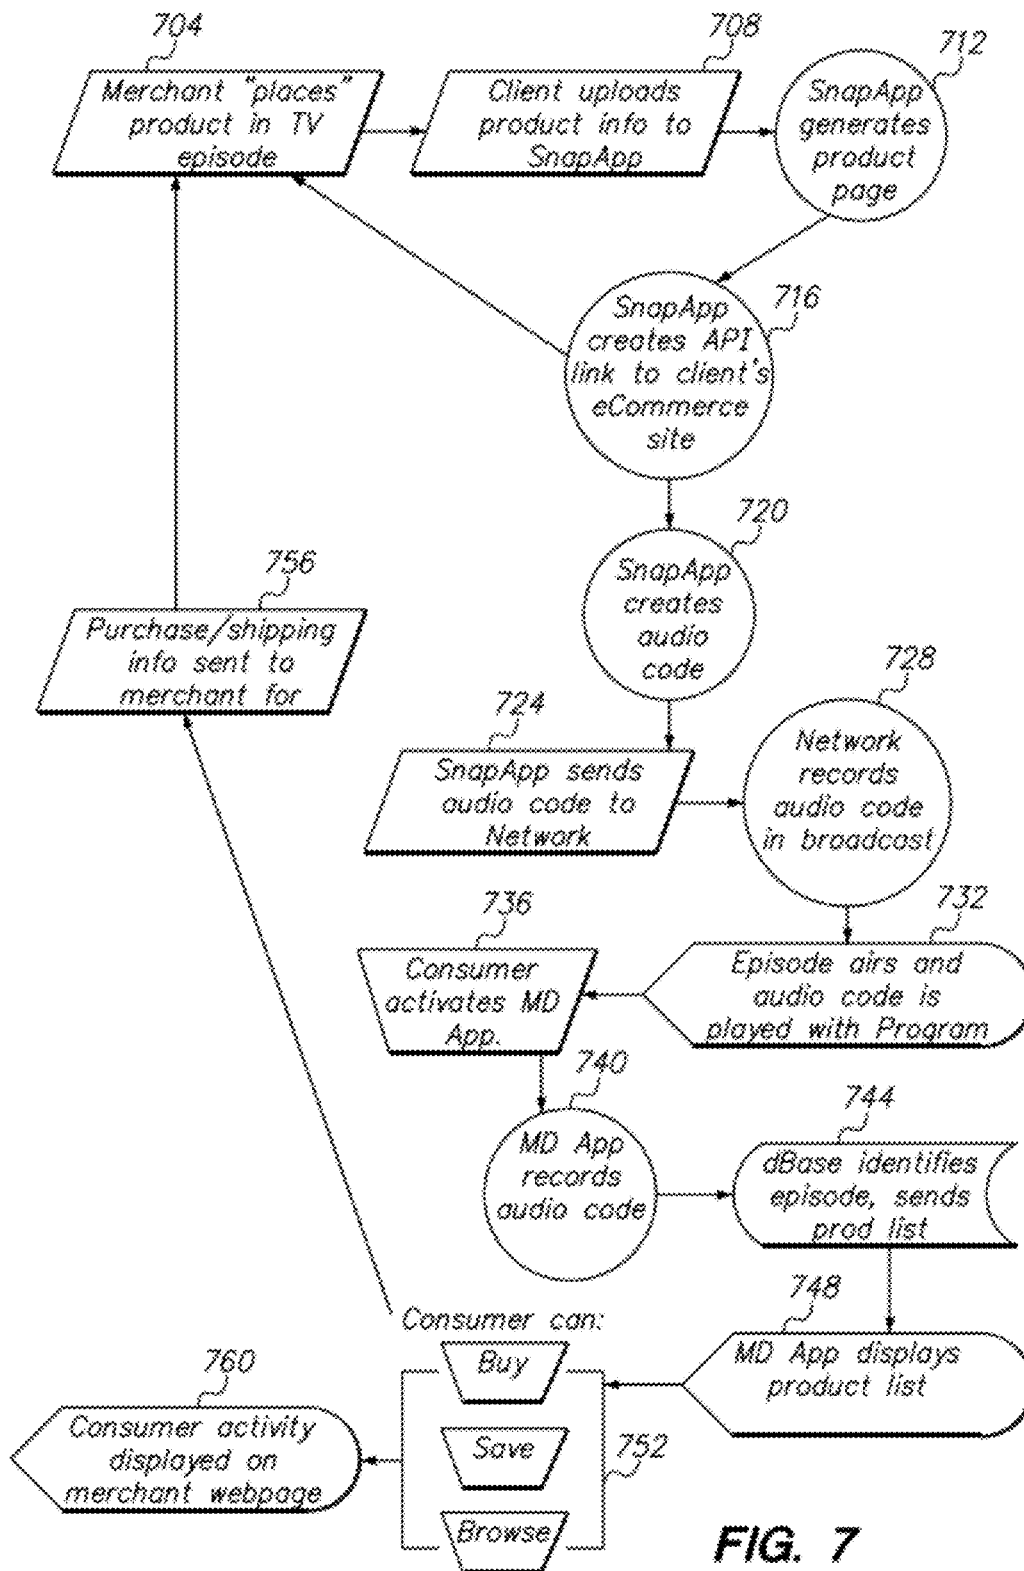 704
Merchant "places"
product in TV
episode
708
Client uploads
product info to
SnapApp
712
SnapApp
generates
product
page
716
SnapApp
creates API
link to client's
eCommerce
site
720
SnapApp
creates
audio
code
756
Purchase/shipping
info sent to
merchant for
724
SnapApp sends
audio code to
Network
728
Network
records
audio code
in broadcast
732
Episode airs and
audio code is
played with Program
736
Consumer
activates MD
App.
740
MD App
records
audio code
744
dBase identifies
episode, sends
prod list
748
MD App displays
product list
Consumer can:
Buy
Save
Browse
752
760
Consumer activity
displayed on
merchant webpage
FIG. 7